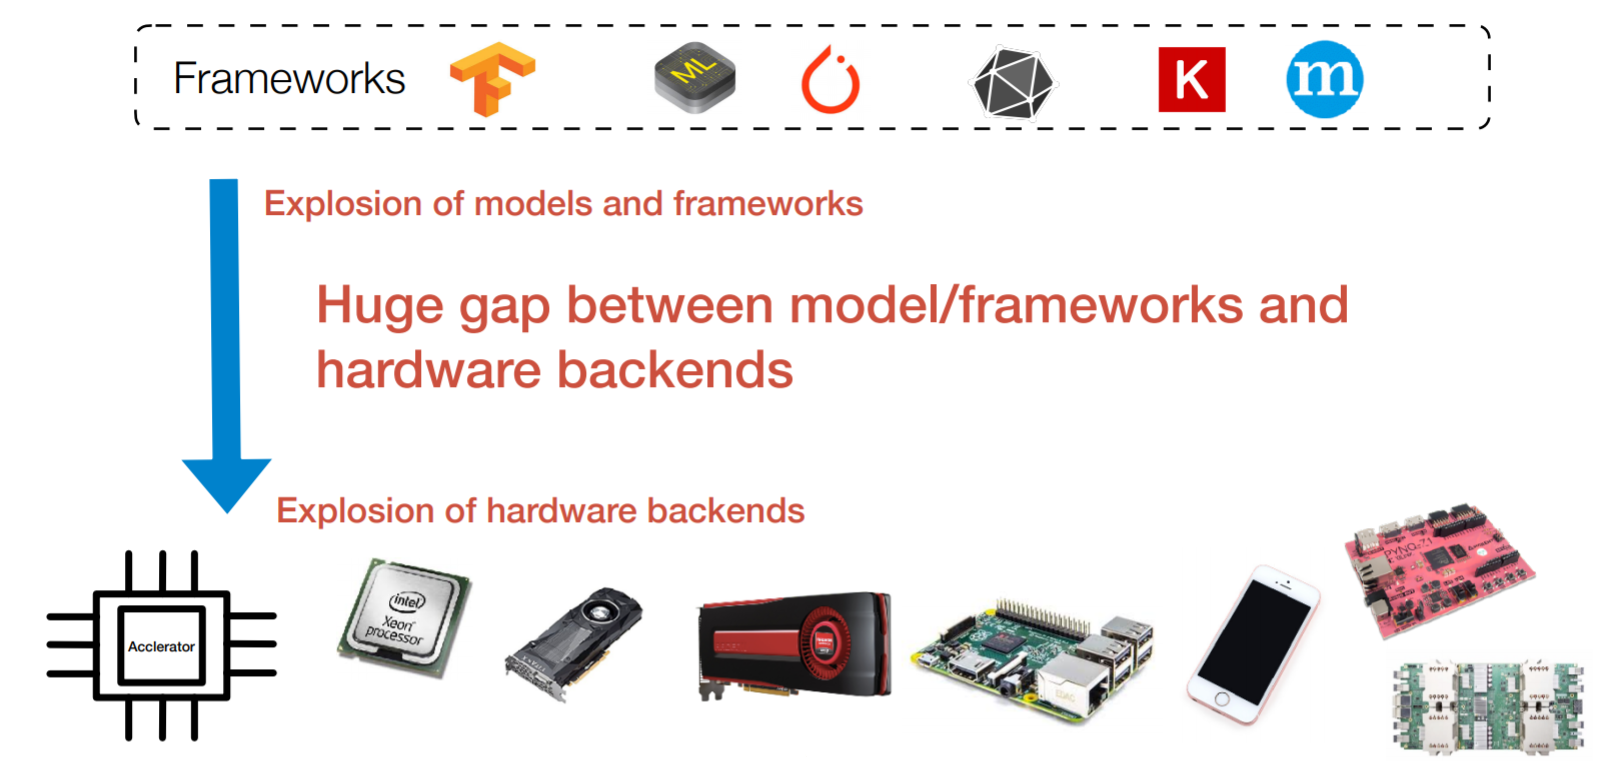 Frameworks
ML
K
m
Explosion of models and frameworks
Huge gap between model/frameworks and
hardware backends
Explosion of hardware backends
Acclerator
intel
Xeon
processor
PYNQ